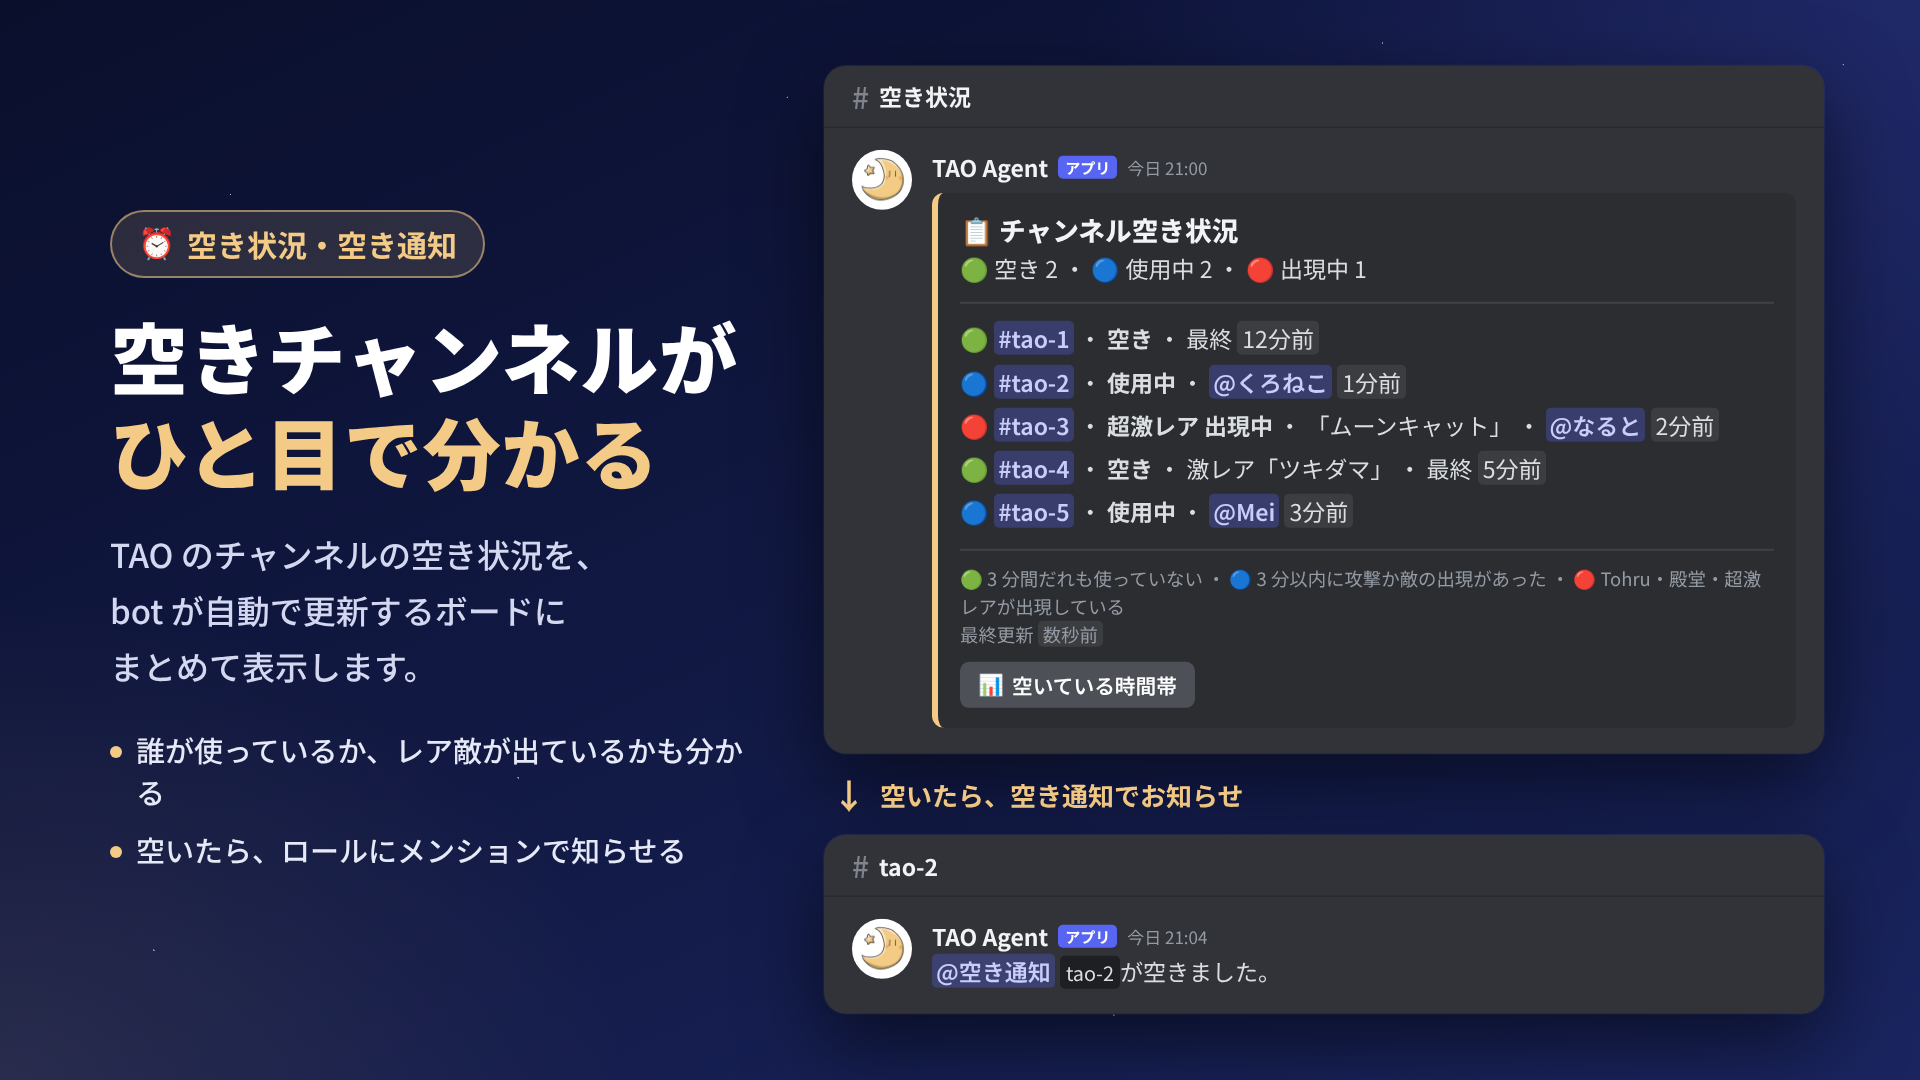 ⏰ 空き状況・空き通知
空きチャンネルが
ひと目で分かる
TAO のチャンネルの空き状況を、
bot が自動で更新するボードに
まとめて表示します。
誰が使っているか、レア敵が出ているかも分か
る
空いたら、ロールにメンションで知らせる
# 空き状況
TAO Agent アプリ 今日 21:00
📋 チャンネル空き状況
🟢 空き 2 ・ 🔵 使用中 2 ・ 🔴 出現中 1
🟢 #tao-1 ・ 空き ・ 最終 12分前
🔵 #tao-2 ・ 使用中 ・ @くろねこ 1分前
🔴 #tao-3 ・ 超激レア 出現中 ・ 「ムーンキャット」 ・ @なると 2分前
🟢 #tao-4 ・ 空き ・ 激レア「ツキダマ」 ・ 最終 5分前
🔵 #tao-5 ・ 使用中 ・ @Mei 3分前
🟢 3 分間だれも使っていない ・ 🔵 3 分以内に攻撃か敵の出現があった ・ 🔴 Tohru・殿堂・超激
レアが出現している
最終更新 数秒前
📊 空いている時間帯
↓ 空いたら、空き通知でお知らせ
# tao-2
TAO Agent アプリ 今日 21:04
@空き通知 tao-2 が空きました。